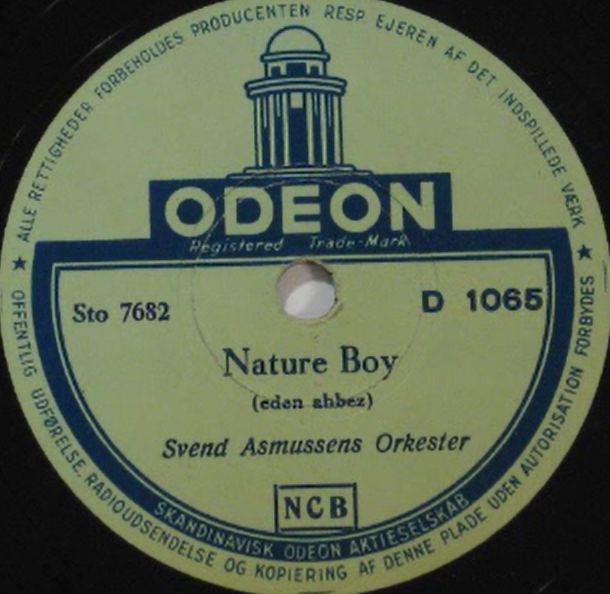 ALLE RETTIGHEDER FORBEHOLDES PRODUCENTEN RESP EJEREN AF DET INDSPILLEDE VÆRK
ODEON
Registered Trade-Mark
Sto 7682
D 1065
Nature Boy
(eden ahbez)
Svend Asmussens Orkester
NCB
SKANDINAVISK ODEON AKTIESELSKAB
OFFENTLIG UDFØRELSE, RADIOUDSENDELSE OG KOPIERING AF DENNE PLADE UDEN AUTORISATION FORBYDES